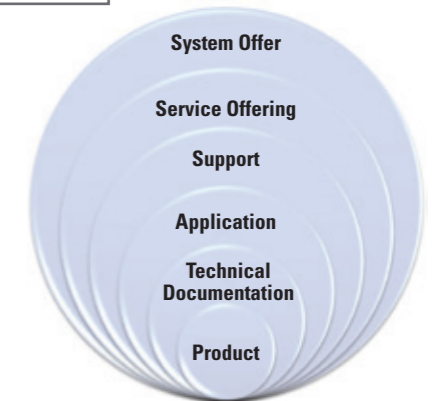 System Offer
Service Offering
Support
Application
Technical
Documentation
Product